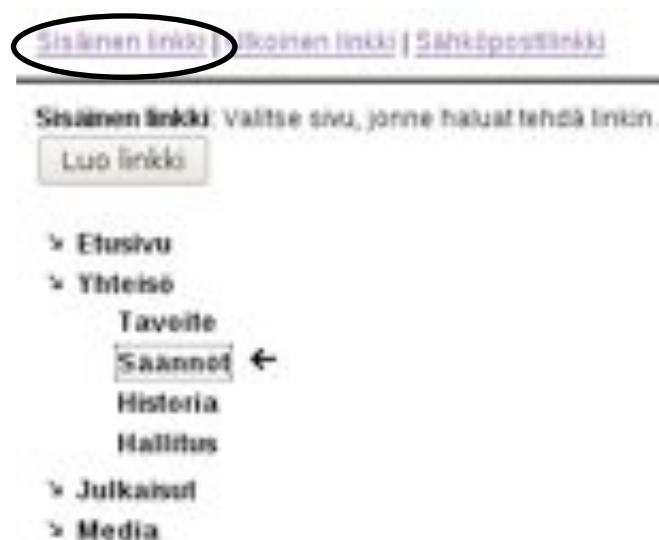 Sisäinen linkki | Ulkoinen linkki | Sähköpostilinkki
Sisäinen linkki: Valitse sivu, jonne haluat tehdä linkin.
Luo linkki
Etusivu
Yhteisö
Tavoite
Säännöt
Historia
Hallitus
Julkaisut
Media